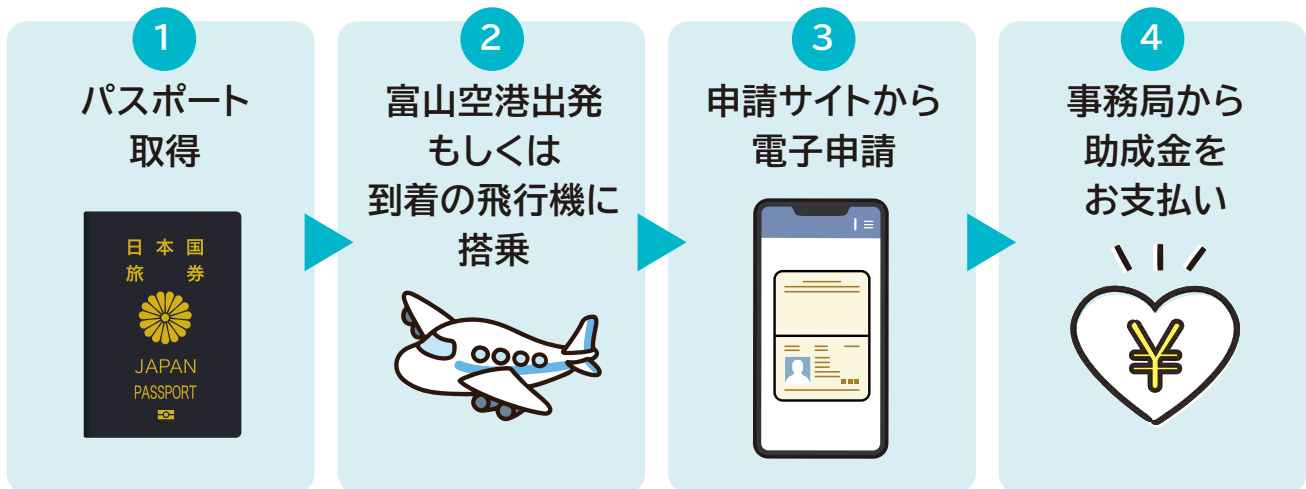 1
パスポート
取得
日本国
旅 券
JAPAN
PASSPORT
2
富山空港出発
もしくは
到着の飛行機に
搭乗
3
申請サイトから
電子申請
4
事務局から
助成金を
お支払い
¥